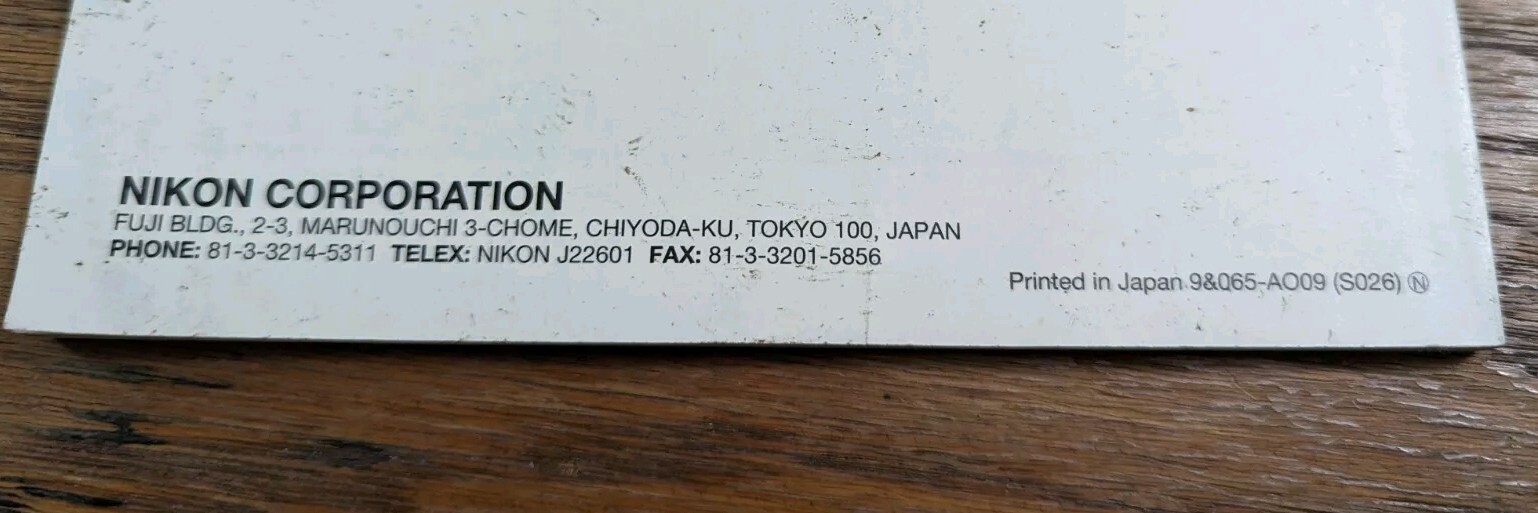 NIKON CORPORATION
FUJI BLDG., 2-3, MARUNOUCHI 3-CHOME, CHIYODA-KU, TOKYO 100, JAPAN
PHONE: 81-3-3214-5311 TELEX: NIKON J22601 FAX: 81-3-3201-5856
Printed in Japan 9&065-AO09 (S026) Ⓝ